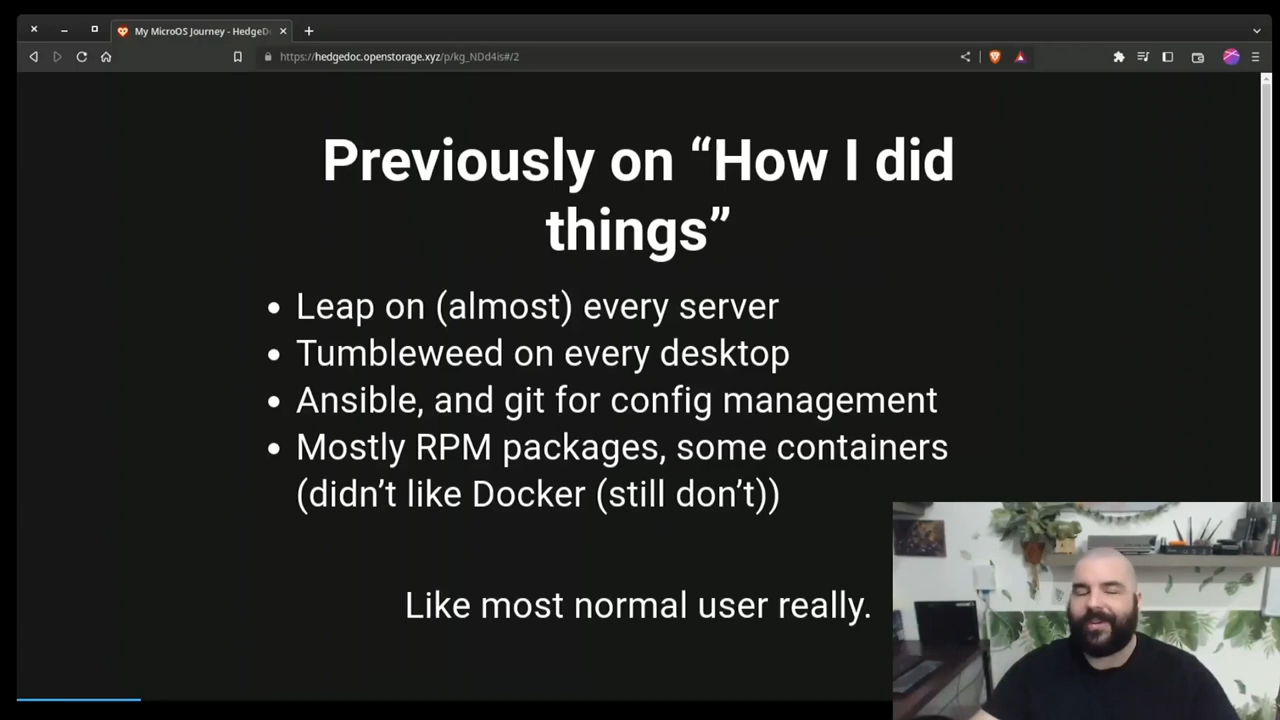 My MicroOS Journey - HedgeD
https://hedgedoc.openstorage.xyz/p/kg_NDd4is#/2
Previously on “How I did
things”
Leap on (almost) every server
Tumbleweed on every desktop
Ansible, and git for config management
Mostly RPM packages, some containers
(didn’t like Docker (still don’t))
Like most normal user really.